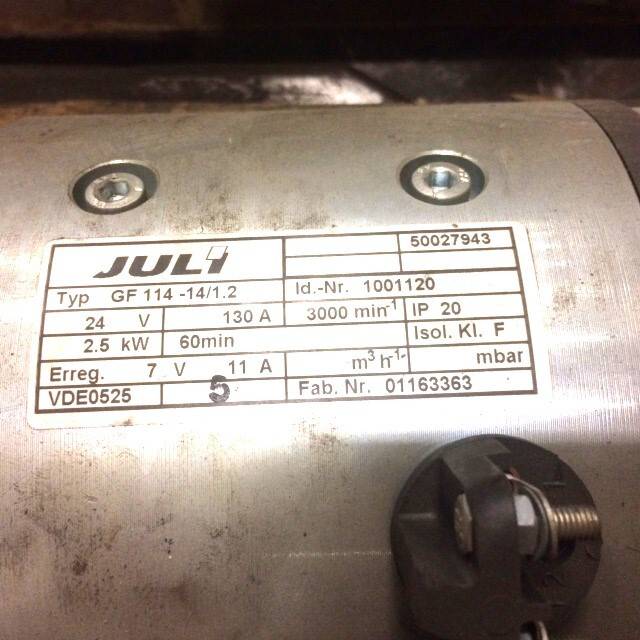 JULI
50027943
Typ GF 114 -14/1.2
Id.-Nr. 1001120
24 V 130 A 3000 min⁻¹ IP 20
2.5 kW 60min Isol. Kl. F
Erreg. 7 V 11 A m³ h⁻¹ mbar
VDE0525 5 Fab. Nr. 01163363